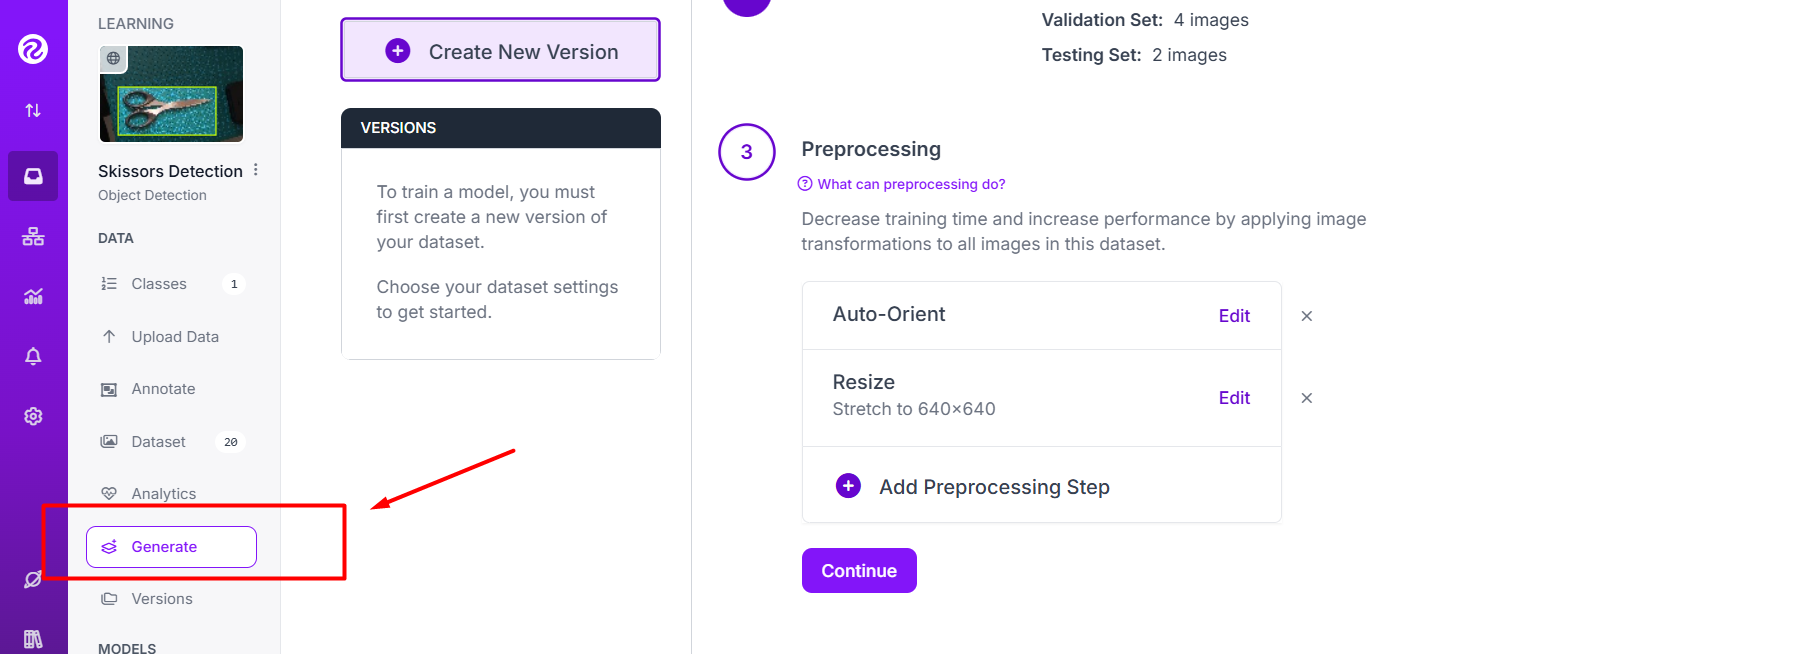 LEARNING
Skissors Detection
Object Detection
DATA
Classes 1
Upload Data
Annotate
Dataset 20
Analytics
Generate
Versions
MODELS
Create New Version
VERSIONS
To train a model, you must
first create a new version of
your dataset.
Choose your dataset settings
to get started.
Validation Set: 4 images
Testing Set: 2 images
3
Preprocessing
What can preprocessing do?
Decrease training time and increase performance by applying image
transformations to all images in this dataset.
Auto-Orient Edit
Resize
Stretch to 640×640
Edit
Add Preprocessing Step
Continue